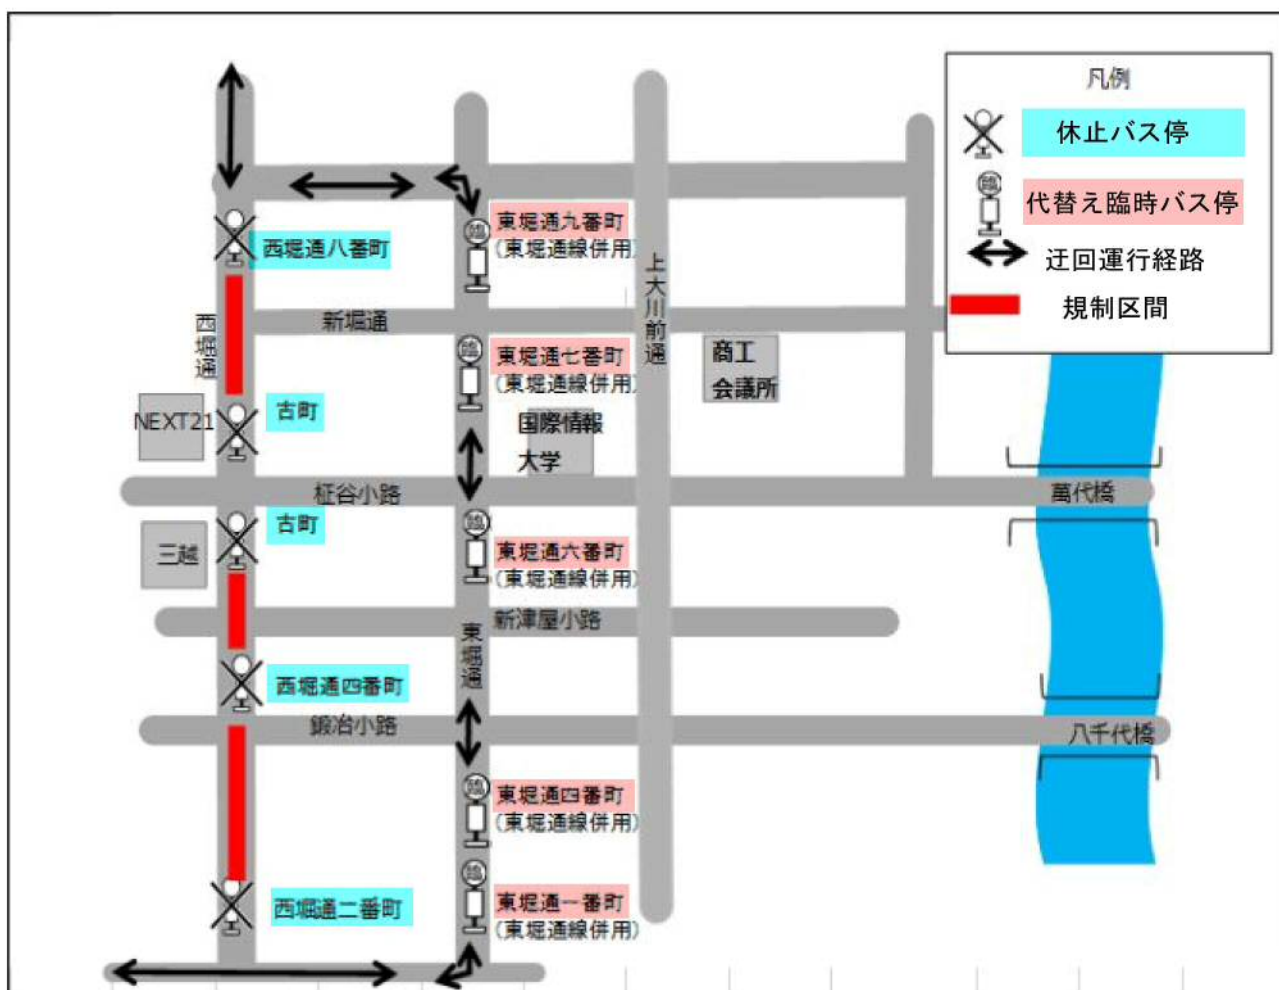 凡例
休止バス停
臨
代替え臨時バス停
迂回運行経路
規制区間
西堀通八番町
臨
東堀通九番町
(東堀通線併用)
上大川前通
西堀通
新堀通
臨
東堀通七番町
(東堀通線併用)
商工
会議所
NEXT21
古町
国際情報
大学
柾谷小路
萬代橋
古町
三越
臨
東堀通六番町
(東堀通線併用)
新津屋小路
東堀通
西堀通四番町
鍛冶小路
八千代橋
臨
東堀通四番町
(東堀通線併用)
臨
東堀通一番町
(東堀通線併用)
西堀通二番町